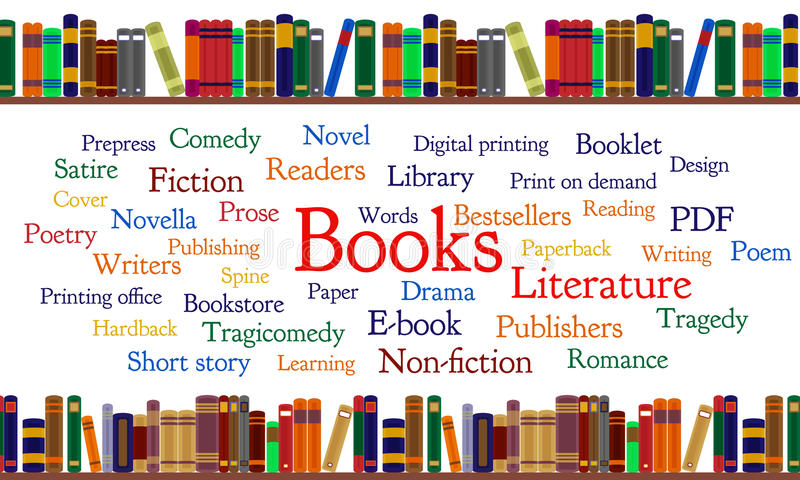 Prepress
Comedy
Novel
Digital printing
Booklet
Design
Satire
Fiction
Readers
Library
Print on demand
Cover
Novella
Prose
Words
Bestsellers
Reading
PDF
Poetry
Writers
Publishing
Books
Paperback
Writing
Poem
Spine
Printing office
Bookstore
Paper
Drama
Literature
Hardback
Tragicomedy
E-book
Publishers
Tragedy
Short story
Learning
Non-fiction
Romance